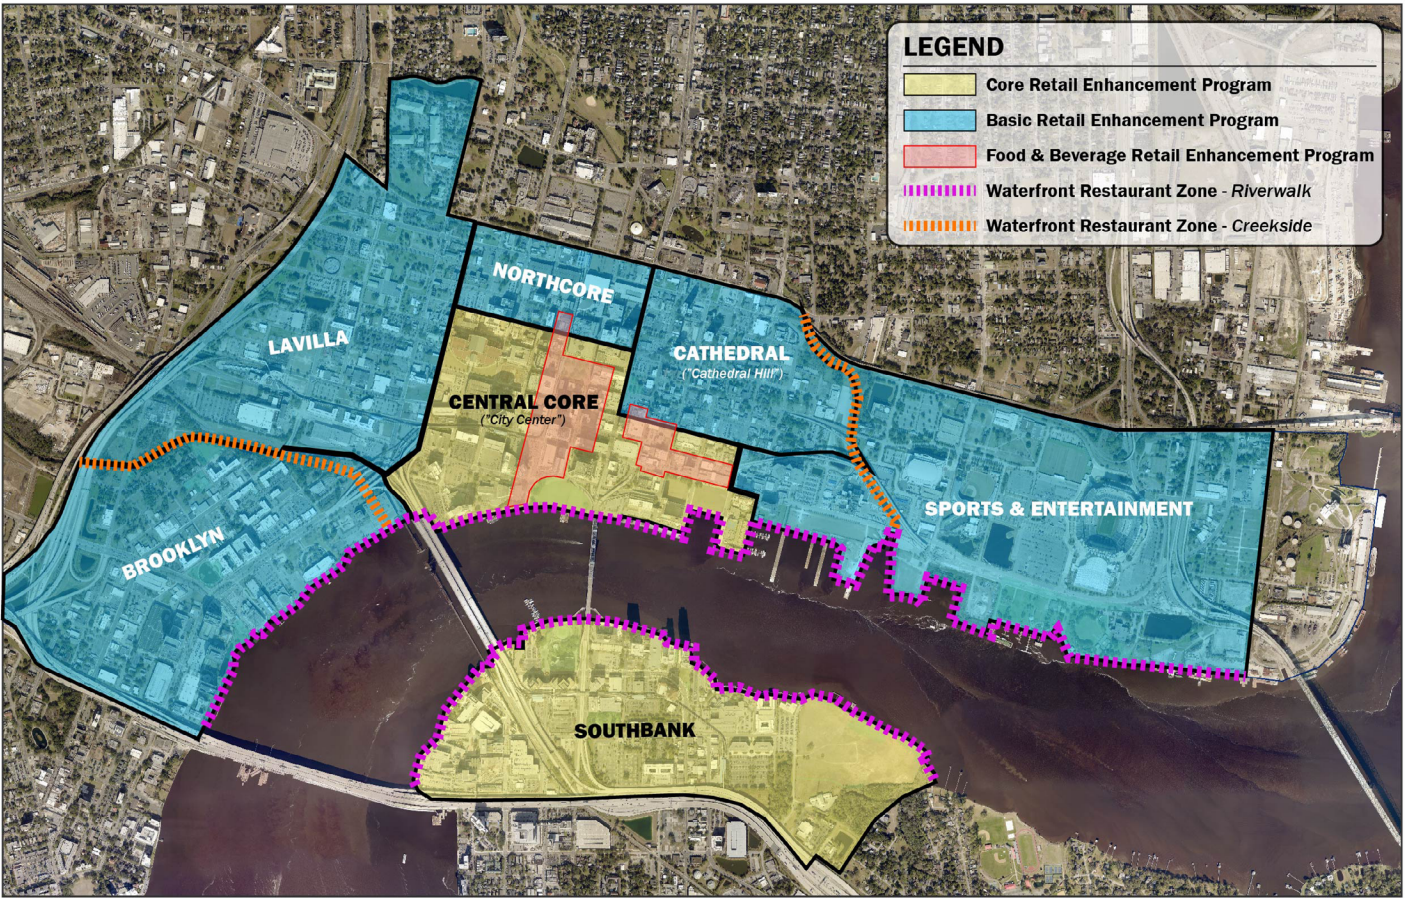 LEGEND
Core Retail Enhancement Program
Basic Retail Enhancement Program
Food & Beverage Retail Enhancement Program
Waterfront Restaurant Zone - Riverwalk
Waterfront Restaurant Zone - Creekside
NORTHCORE
LAVILLA
CATHEDRAL
("Cathedral Hill")
CENTRAL CORE
("City Center")
SPORTS & ENTERTAINMENT
BROOKLYN
SOUTHBANK